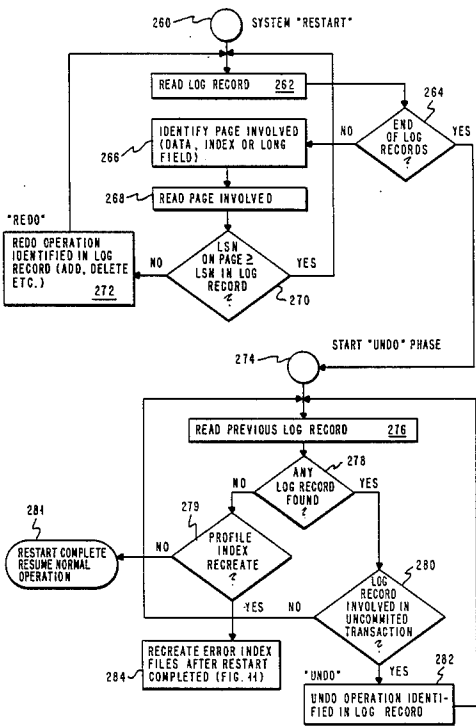 260
SYSTEM "RESTART"
READ LOG RECORD 262
264
END
OF LOG
RECORDS
?
NO
YES
IDENTIFY PAGE INVOLVED
(DATA, INDEX OR LONG
FIELD)
266
268
READ PAGE INVOLVED
"REDO"
REDO OPERATION
IDENTIFIED IN LOG
RECORD (ADD, DELETE
ETC.) 272
NO
LSN
ON PAGE ≥
LSN IN LOG
RECORD
?
YES
270
START "UNDO" PHASE
274
READ PREVIOUS LOG RECORD 276
278
ANY
LOG RECORD
FOUND
?
NO
YES
279
281
RESTART COMPLETE
RESUME NORMAL
OPERATION
NO
PROFILE
INDEX
RECREATE
?
YES
280
LOG
RECORD
INVOLVED IN
UNCOMMITED
TRANSACTION
?
NO
YES
284
RECREATE ERROR INDEX
FILES AFTER RESTART
COMPLETED (FIG. 11)
"UNDO"
282
UNDO OPERATION IDENTI-
FIED IN LOG RECORD